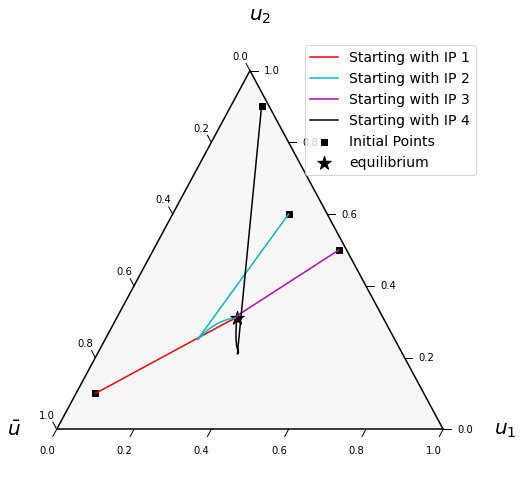 u₂
0.0
1.0
Starting with IP 1
Starting with IP 2
Starting with IP 3
Starting with IP 4
Initial Points
equilibrium
0.2
0.8
0.4
0.6
0.6
0.4
0.8
0.2
1.0
0.0
ū
u₁
0.0
0.2
0.4
0.6
0.8
1.0